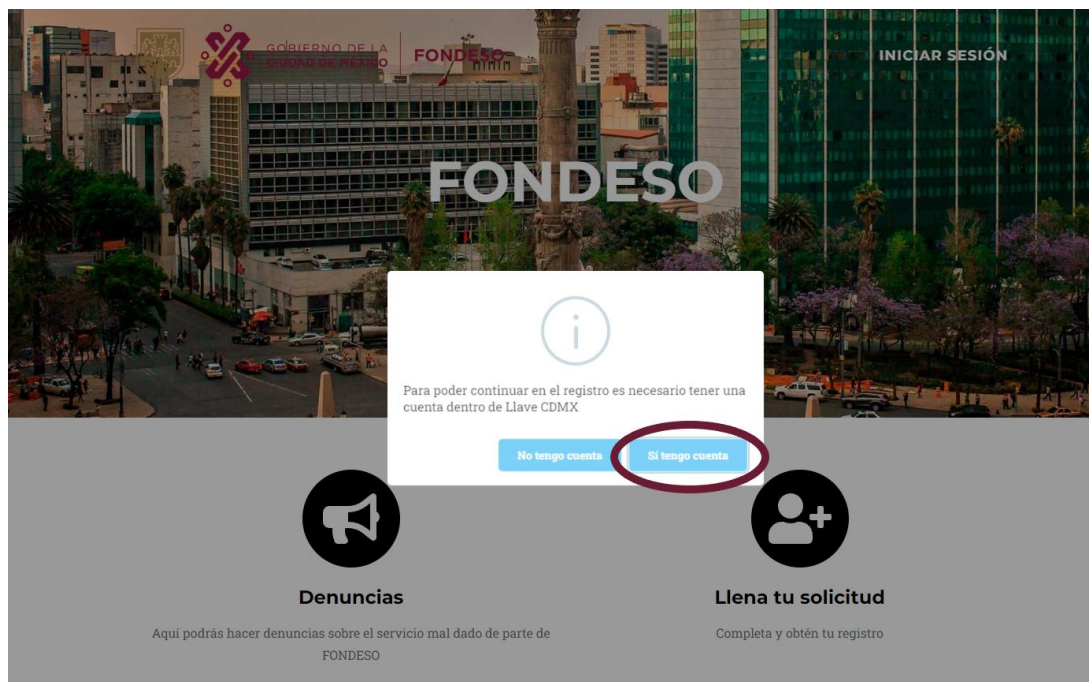 GOBIERNO DE LA
CIUDAD DE MÉXICO
FONDESO
INICIAR SESIÓN
FONDESO
Para poder continuar en el registro es necesario tener una
cuenta dentro de Llave CDMX
No tengo cuenta
Sí tengo cuenta
Denuncias
Aquí podrás hacer denuncias sobre el servicio mal dado de parte de
FONDESO
Llena tu solicitud
Completa y obtén tu registro